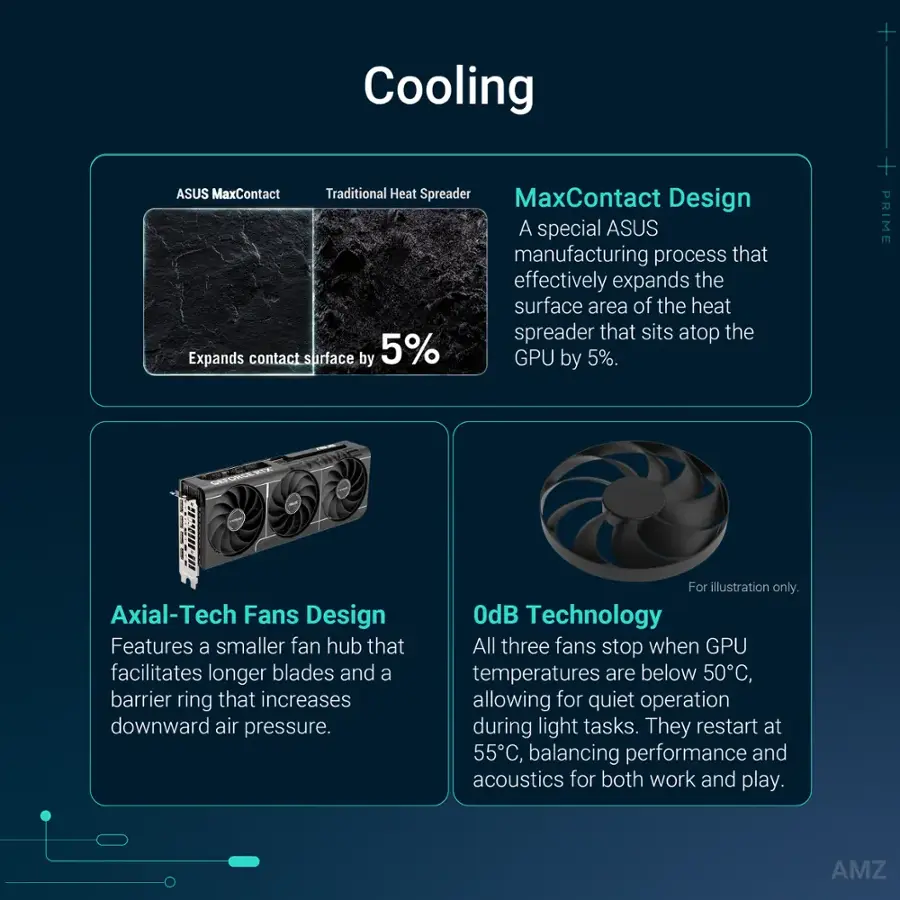 Cooling
PRIME
ASUS MaxContact
Traditional Heat Spreader
Expands contact surface by 5%
MaxContact Design
A special ASUS
manufacturing process that
effectively expands the
surface area of the heat
spreader that sits atop the
GPU by 5%.
GEFORCE RTX
Axial-Tech Fans Design
Features a smaller fan hub that
facilitates longer blades and a
barrier ring that increases
downward air pressure.
For illustration only.
0dB Technology
All three fans stop when GPU
temperatures are below 50°C,
allowing for quiet operation
during light tasks. They restart at
55°C, balancing performance and
acoustics for both work and play.
AMZ